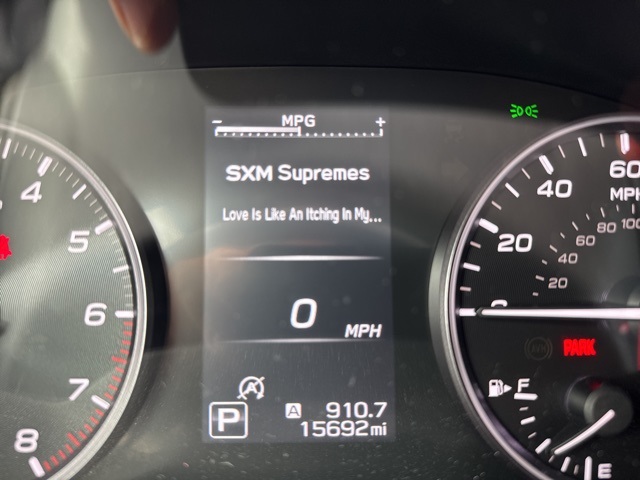 - MPG +
SXM Supremes
Love Is Like An Itching In My...
0
MPH
P
A 910.7
15692mi
4
5
6
7
8
60
MPH
40
20
0
100
80
60
40
20
PARK
F
E